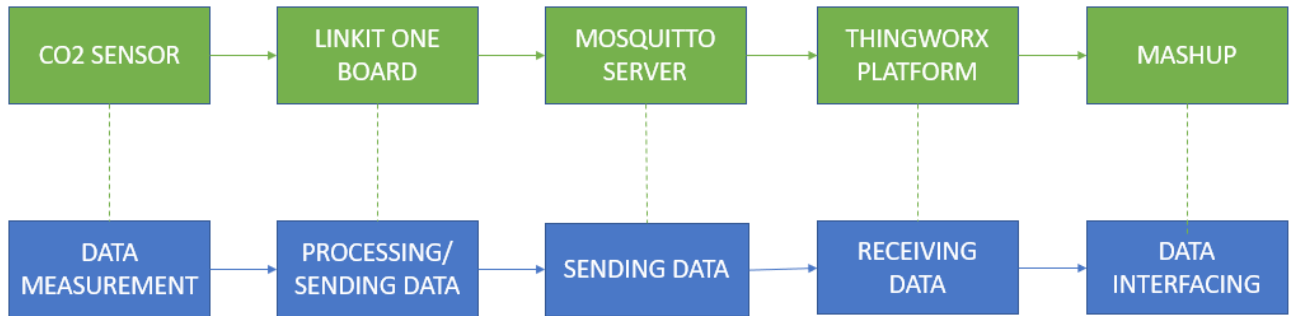 CO2 SENSOR
LINKIT ONE
BOARD
MOSQUITTO
SERVER
THINGWORX
PLATFORM
MASHUP
DATA
MEASUREMENT
PROCESSING/
SENDING DATA
SENDING DATA
RECEIVING
DATA
DATA
INTERFACING